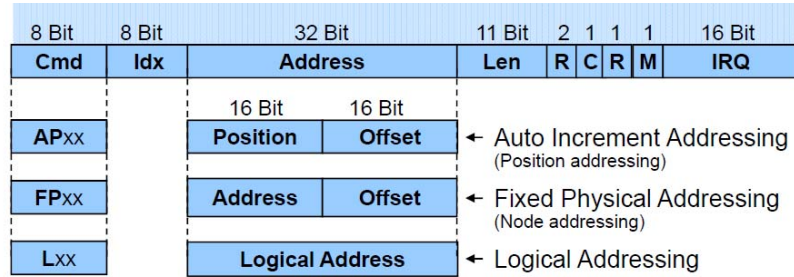 8 Bit 8 Bit 32 Bit 11 Bit 2 1 1 1 16 Bit
Cmd Idx Address Len R C R M IRQ
16 Bit 16 Bit
APxx Position Offset ← Auto Increment Addressing
(Position addressing)
FPxx Address Offset ← Fixed Physical Addressing
(Node addressing)
Lxx Logical Address ← Logical Addressing